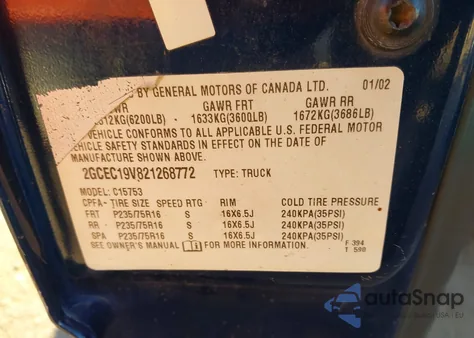 BY GENERAL MOTORS OF CANADA LTD. 01/02
GAWR FRT GAWR RR
(6200LB) - 1633KG(3600LB) 1672KG(3686LB)
VEHICLE CONFORMS TO ALL APPLICABLE U.S. FEDERAL MOTOR
VEHICLE SAFETY STANDARDS IN EFFECT ON THE DATE OF
MANUFACTURE SHOWN ABOVE.
2GCEC19V821268772 TYPE: TRUCK
MODEL: C15753
CPFA- TIRE SIZE SPEED RTG RIM COLD TIRE PRESSURE
FRT P235/75R16 S 16X6.5J 240KPA(35PSI)
RR P235/75R16 S 16X6.5J 240KPA(35PSI)
SPA P235/75R16 S 16X6.5J 240KPA(35PSI)
SEE OWNER'S MANUAL FOR MORE INFORMATION.
F 394
T 598
autaSnap